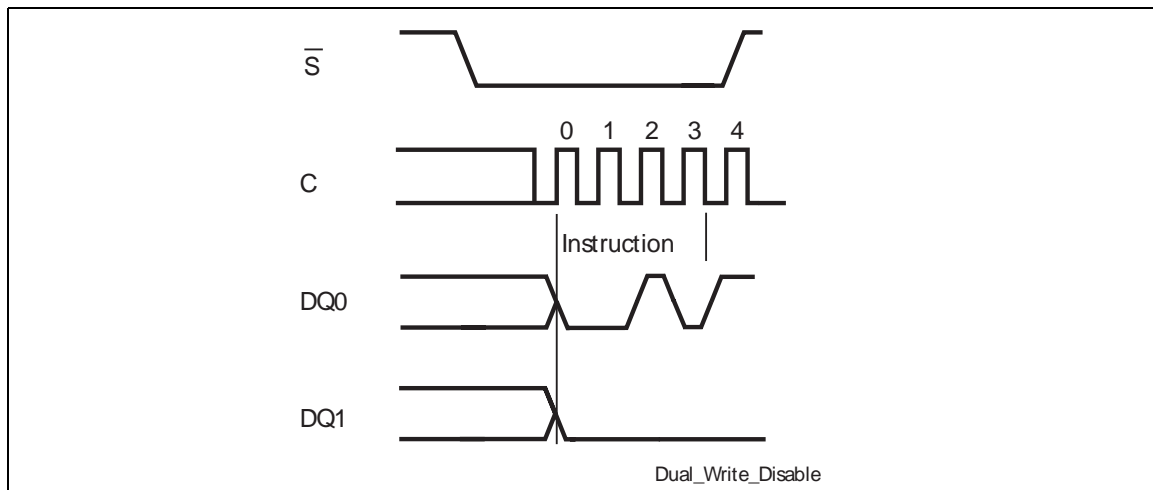 S
0 1 2 3 4
C
Instruction
DQ0
DQ1
Dual_Write_Disable